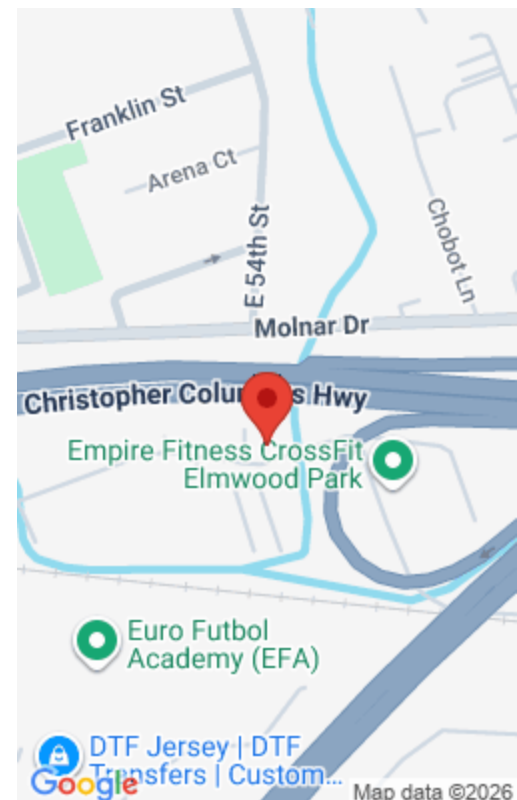 Franklin St
Arena Ct
E 54th St
Chobot Ln
Molnar Dr
Christopher Colu s Hwy
Empire Fitness CrossFit
Elmwood Park
Euro Futbol
Academy (EFA)
DTF Jersey | DTF
Transfers | Custom...
Google
Map data ©2026